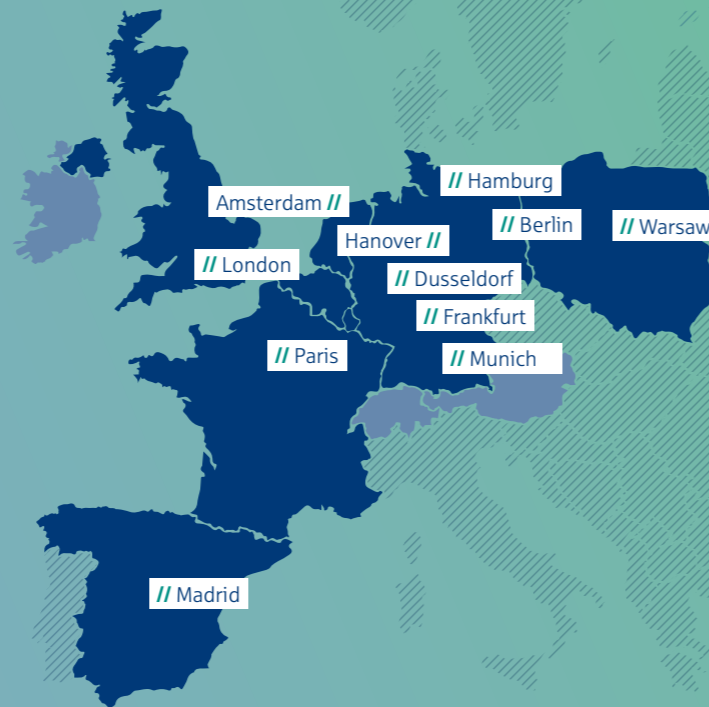 // Hamburg
Amsterdam //
// Berlin
// Warsaw
Hanover //
// London
// Dusseldorf
// Frankfurt
// Paris
// Munich
// Madrid